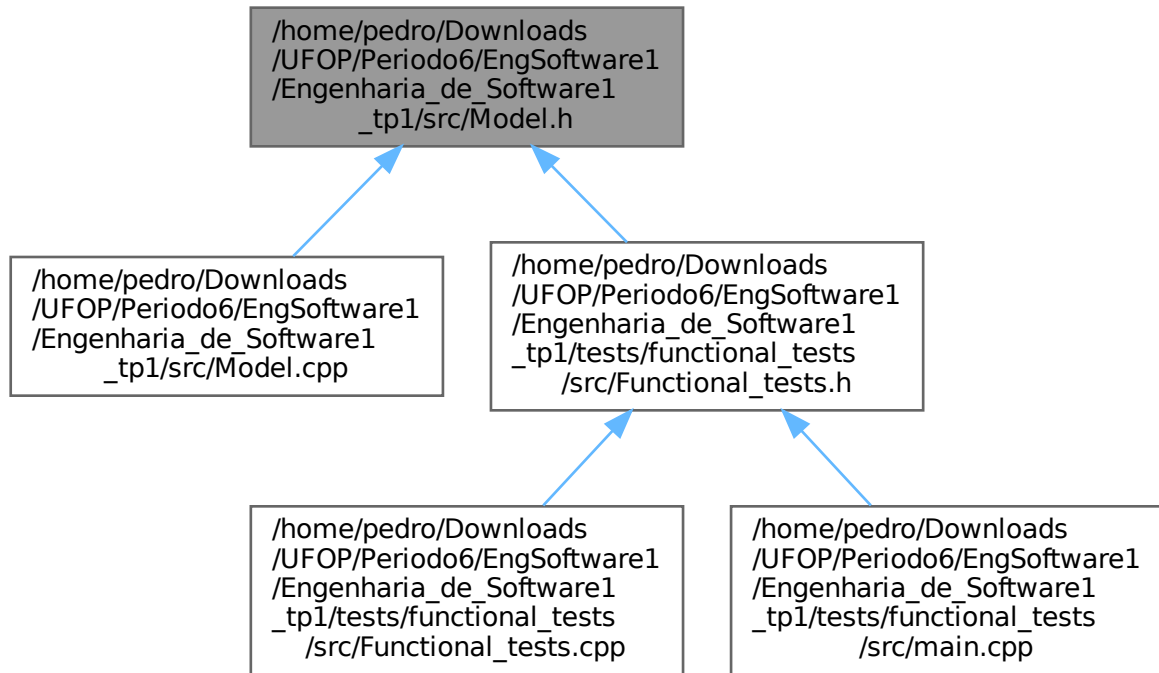 /home/pedro/Downloads
/UFOP/Periodo6/EngSoftware1
/Engenharia_de_Software1
_tp1/src/Model.h
/home/pedro/Downloads
/UFOP/Periodo6/EngSoftware1
/Engenharia_de_Software1
_tp1/src/Model.cpp
/home/pedro/Downloads
/UFOP/Periodo6/EngSoftware1
/Engenharia_de_Software1
_tp1/tests/functional_tests
/src/Functional_tests.h
/home/pedro/Downloads
/UFOP/Periodo6/EngSoftware1
/Engenharia_de_Software1
_tp1/tests/functional_tests
/src/Functional_tests.cpp
/home/pedro/Downloads
/UFOP/Periodo6/EngSoftware1
/Engenharia_de_Software1
_tp1/tests/functional_tests
/src/main.cpp